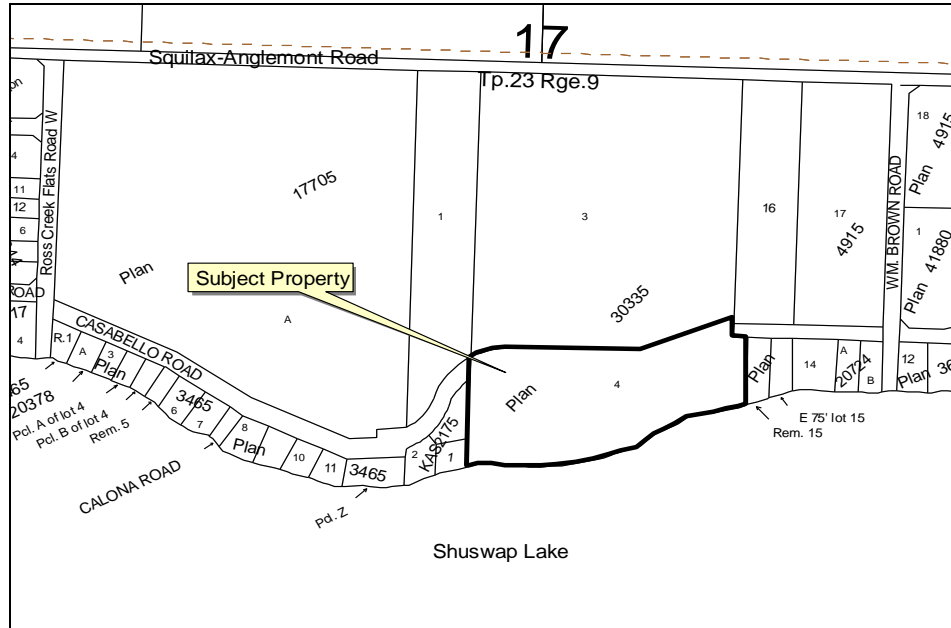 17
Squilax-Anglemont Road
Tp.23 Rge.9
Ross Creek Flats Road W
4
11
12
6
ROAD
17
4
17705
Plan
A
1
3
30335
16
17
4915
WM. BROWN ROAD
18
Plan 4915
1
Plan 41880
Subject Property
CASABELLO ROAD
R.1
A
3
Plan
3465
6
7
8
Plan
10
11
3465
2
1
KAS2175
Plan
4
Plan
14
A
20724
B
12
Plan
E 75' lot 15
Rem. 15
20378
Pcl. A of lot 4
Pcl. B of lot 4
Rem. 5
CALONA ROAD
Pcl. Z
Shuswap Lake